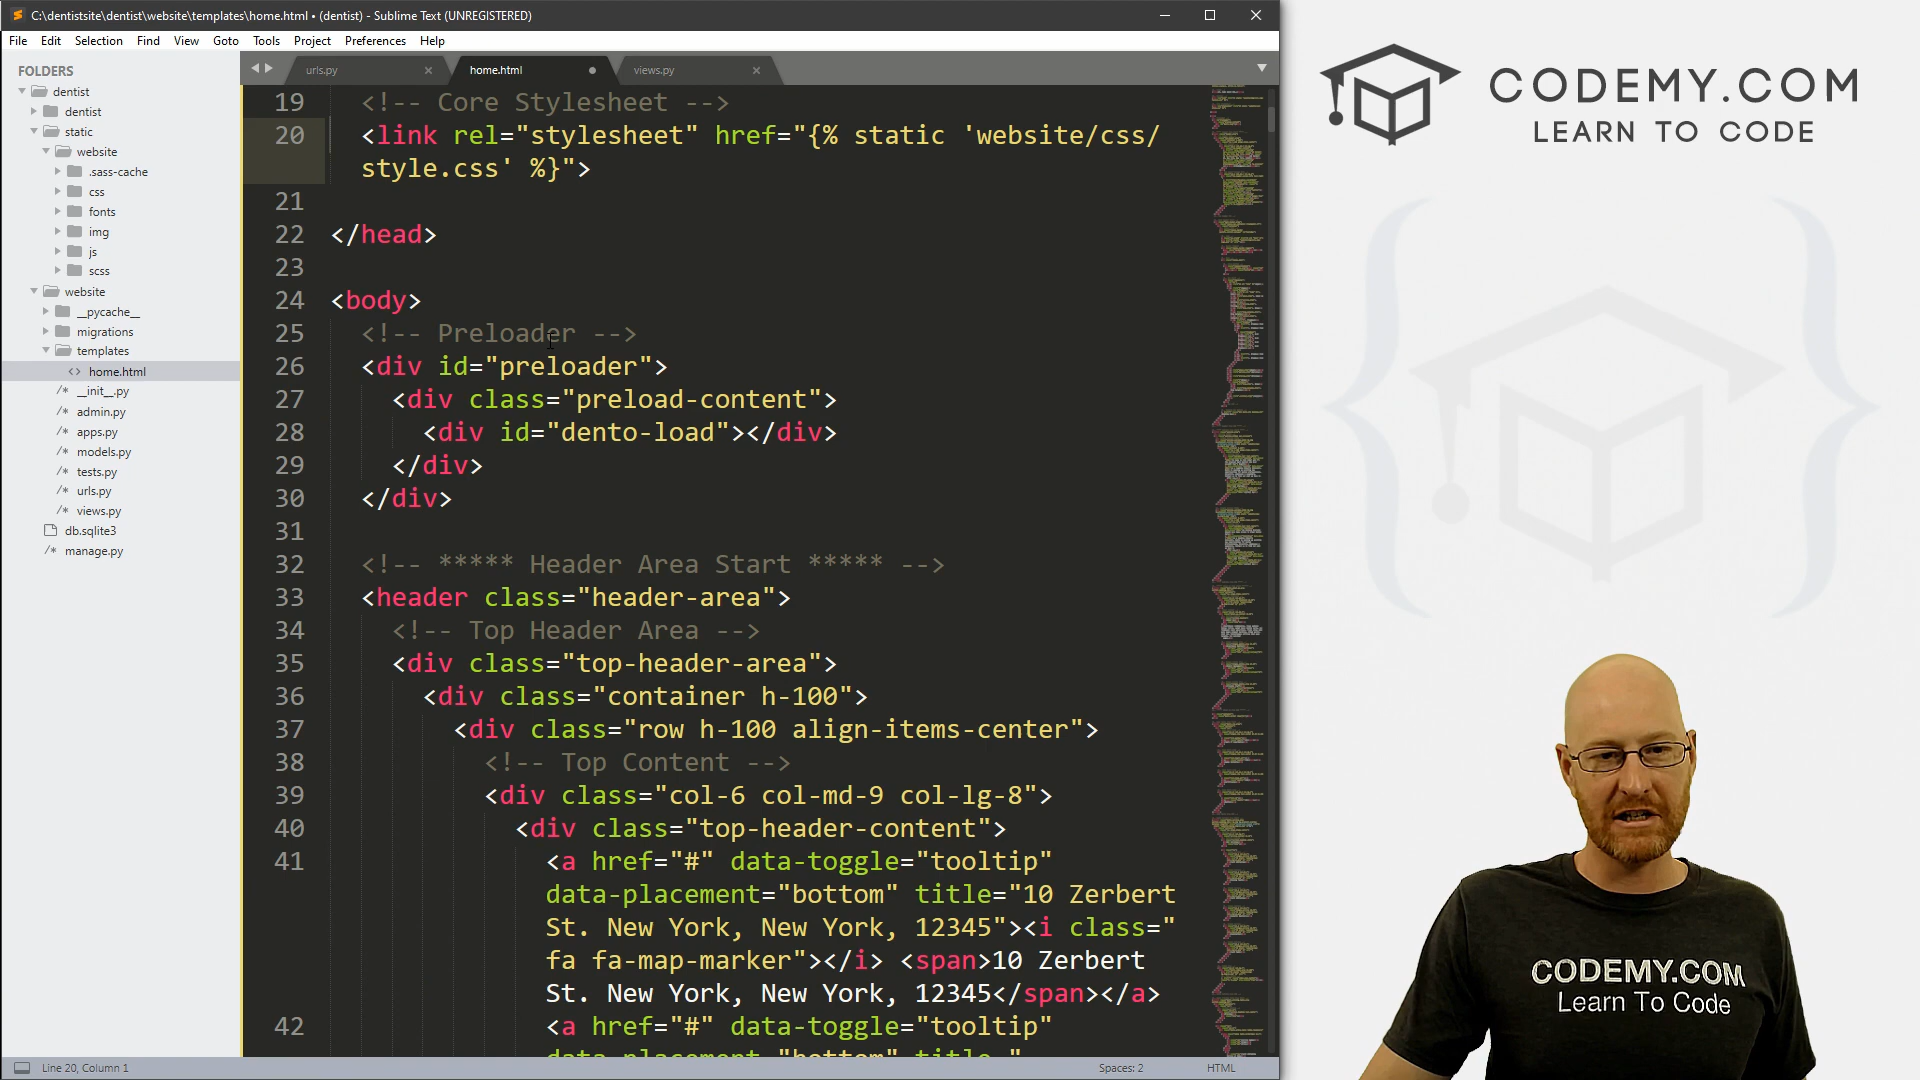 C:\dentistsite\dentist\website\templates\home.html • (dentist) - Sublime Text (UNREGISTERED)
File Edit Selection Find View Goto Tools Project Preferences Help
FOLDERS
dentist
dentist
static
website
.sass-cache
css
fonts
img
js
scss
website
__pycache__
migrations
templates
<> home.html
/* __init__.py
/* admin.py
/* apps.py
/* models.py
/* tests.py
/* urls.py
/* views.py
db.sqlite3
/* manage.py
urls.py
home.html
views.py
19 <!-- Core Stylesheet -->
20 <link rel="stylesheet" href="{% static 'website/css/
style.css' %}">
21
22 </head>
23
24 <body>
25 <!-- Preloader -->
26 <div id="preloader">
27 <div class="preload-content">
28 <div id="dento-load"></div>
29 </div>
30 </div>
31
32 <!-- ***** Header Area Start ***** -->
33 <header class="header-area">
34 <!-- Top Header Area -->
35 <div class="top-header-area">
36 <div class="container h-100">
37 <div class="row h-100 align-items-center">
38 <!-- Top Content -->
39 <div class="col-6 col-md-9 col-lg-8">
40 <div class="top-header-content">
41 <a href="#" data-toggle="tooltip"
data-placement="bottom" title="10 Zerbert
St. New York, New York, 12345"><i class="
fa fa-map-marker"></i> <span>10 Zerbert
St. New York, New York, 12345</span></a>
42 <a href="#" data-toggle="tooltip"
data-placement="bottom" title="
Line 20, Column 1
Spaces: 2
HTML
CODEMY.COM
LEARN TO CODE
CODEMY.COM
Learn To Code